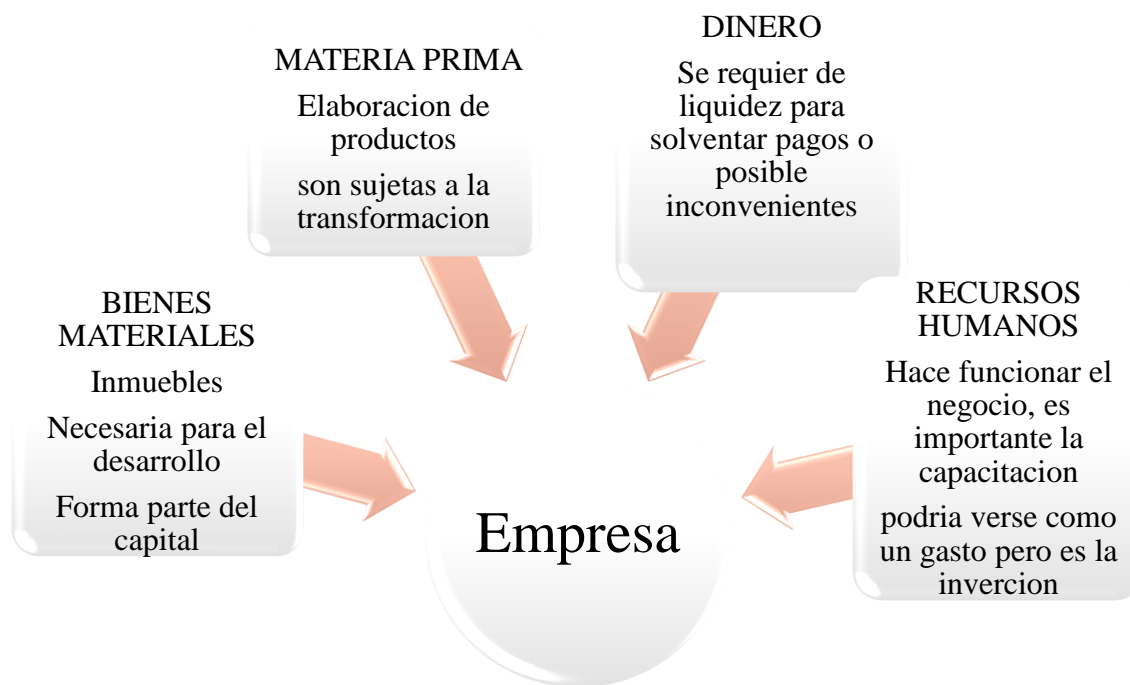 BIENES
MATERIALES
Inmuebles
Necesaria para el
desarrollo
Forma parte del
capital
MATERIA PRIMA
Elaboracion de
productos
son sujetas a la
transformacion
DINERO
Se requier de
liquidez para
solventar pagos o
posible
inconvenientes
RECURSOS
HUMANOS
Hace funcionar el
negocio, es
importante la
capacitacion
podria verse como
un gasto pero es la
invercion
Empresa